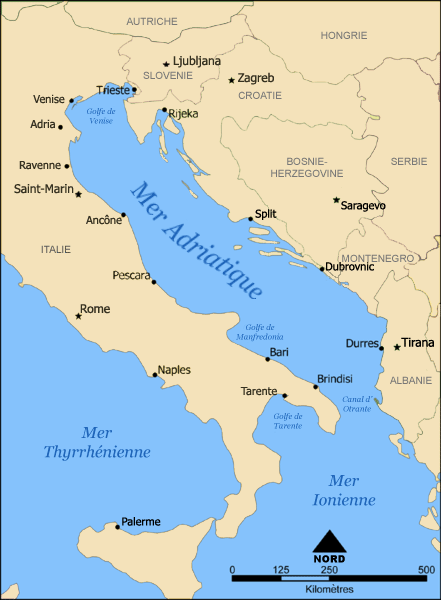 AUTRICHE
HONGRIE
Ljubljana
SLOVENIE
Zagreb
CROATIE
Trieste
Venise
Golfe de
Venise
Rijeka
Adria
Ravenne
Saint-Marin
BOSNIE-
HERZEGOVINE
SERBIE
Saragevo
Mer Adriatique
Ancône
Split
ITALIE
MONTENEGRO
Dubrovnic
Pescara
Rome
Golfe de
Manfredonia
Durres
Tirana
Bari
Naples
Brindisi
ALBANIE
Tarente
Canal d'
Otrante
Golfe de
Tarente
Mer
Thyrrhénienne
Mer
Ionienne
Palerme
NORD
0 125 250 500
Kilomètres